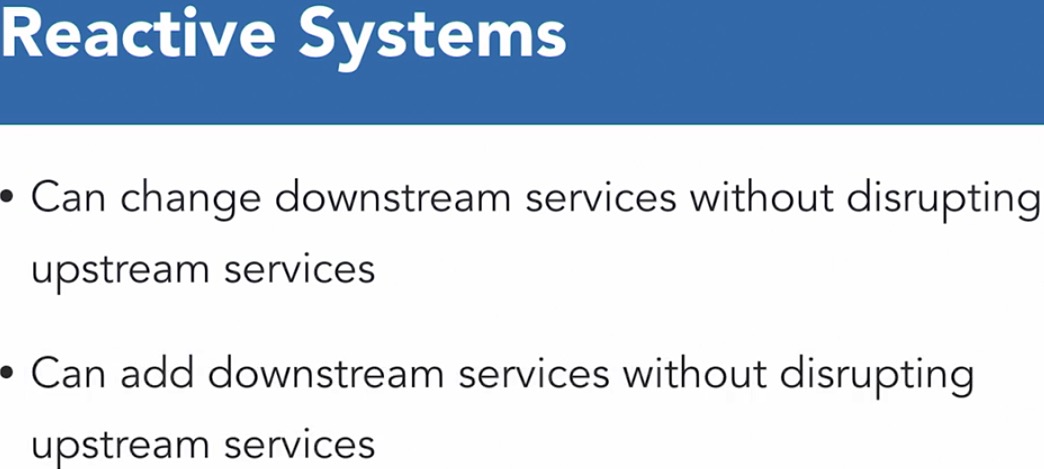 Reactive Systems
• Can change downstream services without disrupting
upstream services
• Can add downstream services without disrupting
upstream services